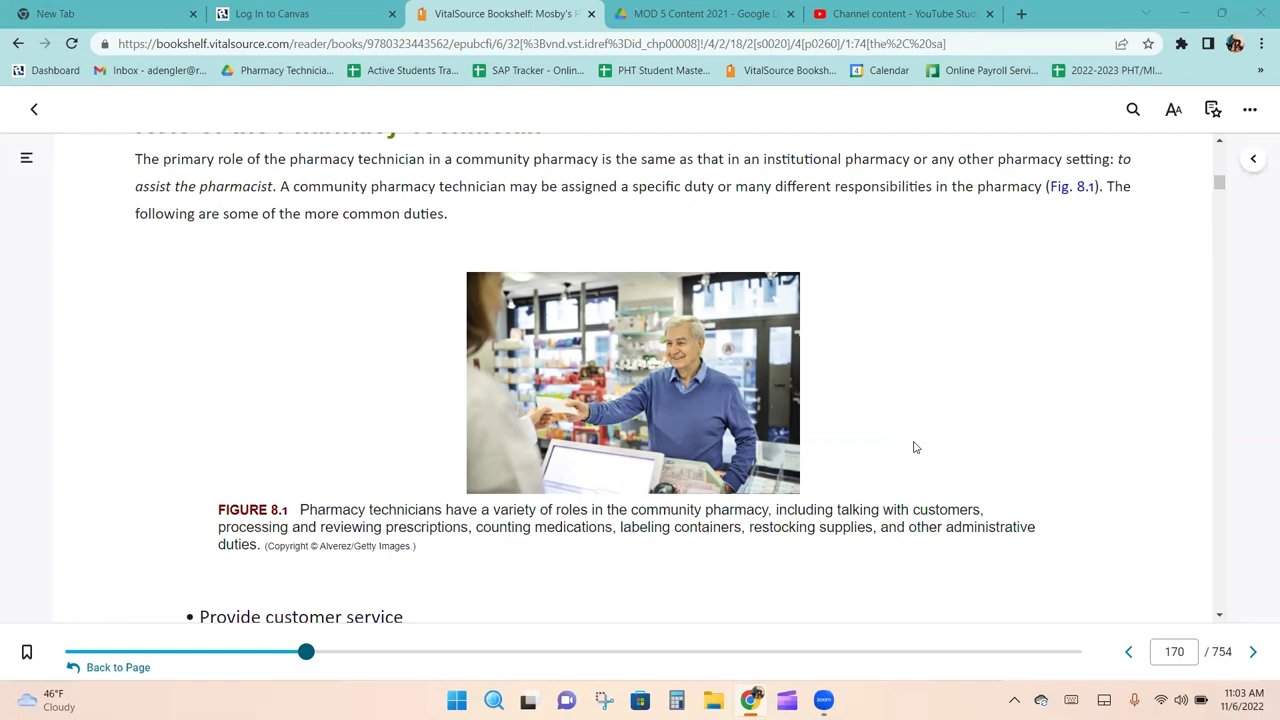 New Tab
Log In to Canvas
VitalSource Bookshelf: Mosby's P
MOD 5 Content 2021 - Google D
Channel content - YouTube Stud
https://bookshelf.vitalsource.com/reader/books/9780323443562/epubcfi/6/32[%3Bvnd.vst.idref%3Did_chp00008]!/4/2/18/2[s0020]/4[p0260]/1:74[the%2C%20sa]
Dashboard
Inbox - adengler@r...
Pharmacy Technicia...
Active Students Tra...
SAP Tracker - Onlin...
PHT Student Maste...
VitalSource Booksh...
Calendar
Online Payroll Servi...
2022-2023 PHT/MI...
Role of the Pharmacy Technician
The primary role of the pharmacy technician in a community pharmacy is the same as that in an institutional pharmacy or any other pharmacy setting: to
assist the pharmacist. A community pharmacy technician may be assigned a specific duty or many different responsibilities in the pharmacy (Fig. 8.1). The
following are some of the more common duties.
FIGURE 8.1 Pharmacy technicians have a variety of roles in the community pharmacy, including talking with customers,
processing and reviewing prescriptions, counting medications, labeling containers, restocking supplies, and other administrative
duties. (Copyright © Alverez/Getty Images.)
• Provide customer service
Back to Page
170 / 754
46°F
Cloudy
zoom
11:03 AM
11/6/2022